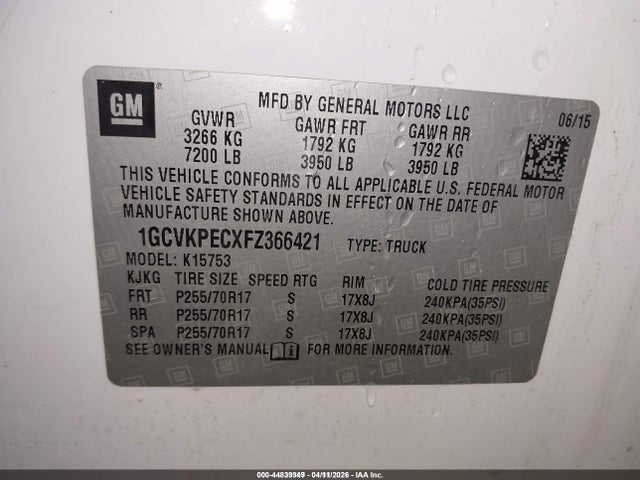 GM ®
MFD BY GENERAL MOTORS LLC 06/15
GVWR GAWR FRT GAWR RR
3266 KG 1792 KG 1792 KG
7200 LB 3950 LB 3950 LB
THIS VEHICLE CONFORMS TO ALL APPLICABLE U.S. FEDERAL MOTOR
VEHICLE SAFETY STANDARDS IN EFFECT ON THE DATE OF
MANUFACTURE SHOWN ABOVE.
1GCVKPECXFZ366421 TYPE: TRUCK
MODEL: K15753
KJKG TIRE SIZE SPEED RTG RIM COLD TIRE PRESSURE
FRT P255/70R17 S 17X8J 240KPA(35PSI)
RR P255/70R17 S 17X8J 240KPA(35PSI)
SPA P255/70R17 S 17X8J 240KPA(35PSI)
SEE OWNER'S MANUAL FOR MORE INFORMATION.
000-44839349 - 04/11/2026 - IAA Inc.